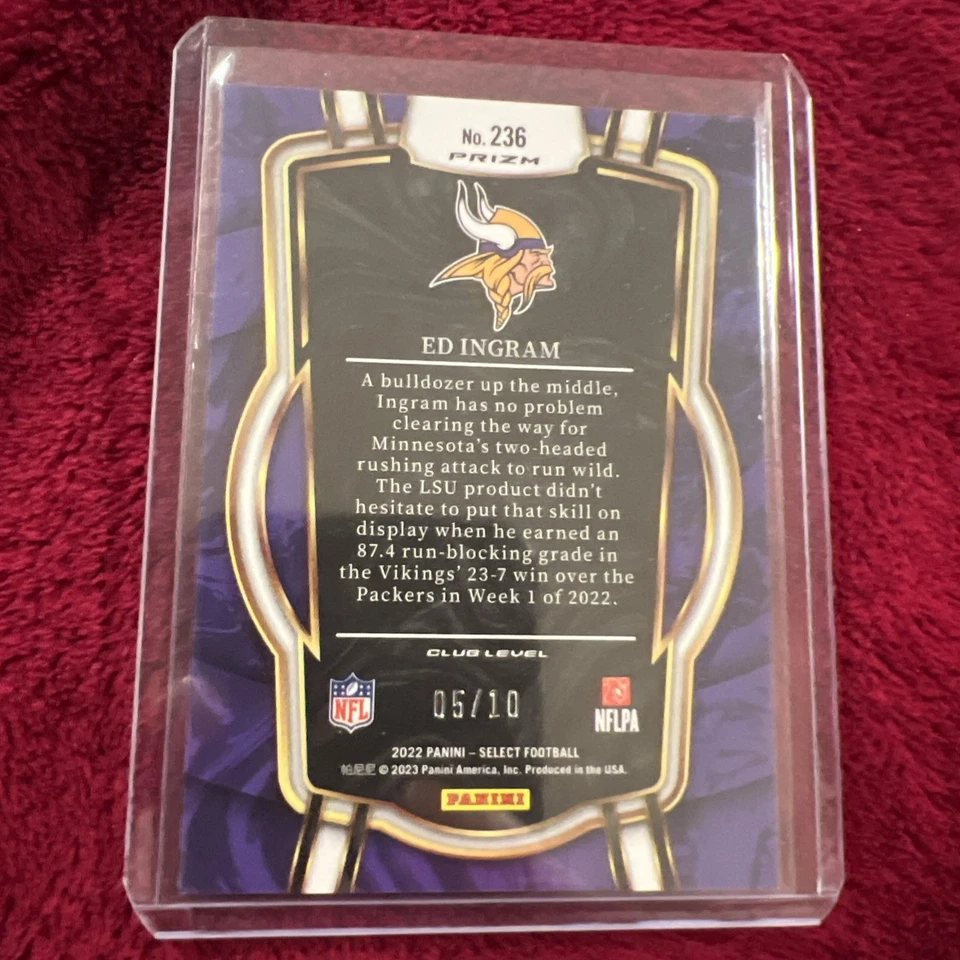 No. 236
PRIZM
ED INGRAM
A bulldozer up the middle,
Ingram has no problem
clearing the way for
Minnesota's two-headed
rushing attack to run wild.
The LSU product didn't
hesitate to put that skill on
display when he earned an
87.4 run-blocking grade in
the Vikings' 23-7 win over the
Packers in Week 1 of 2022.
CLUB LEVEL
NFL
05/10
NFLPA
2022 PANINI – SELECT FOOTBALL
帕尼尼 © 2023 Panini America, Inc. Produced in the USA.
PANINI